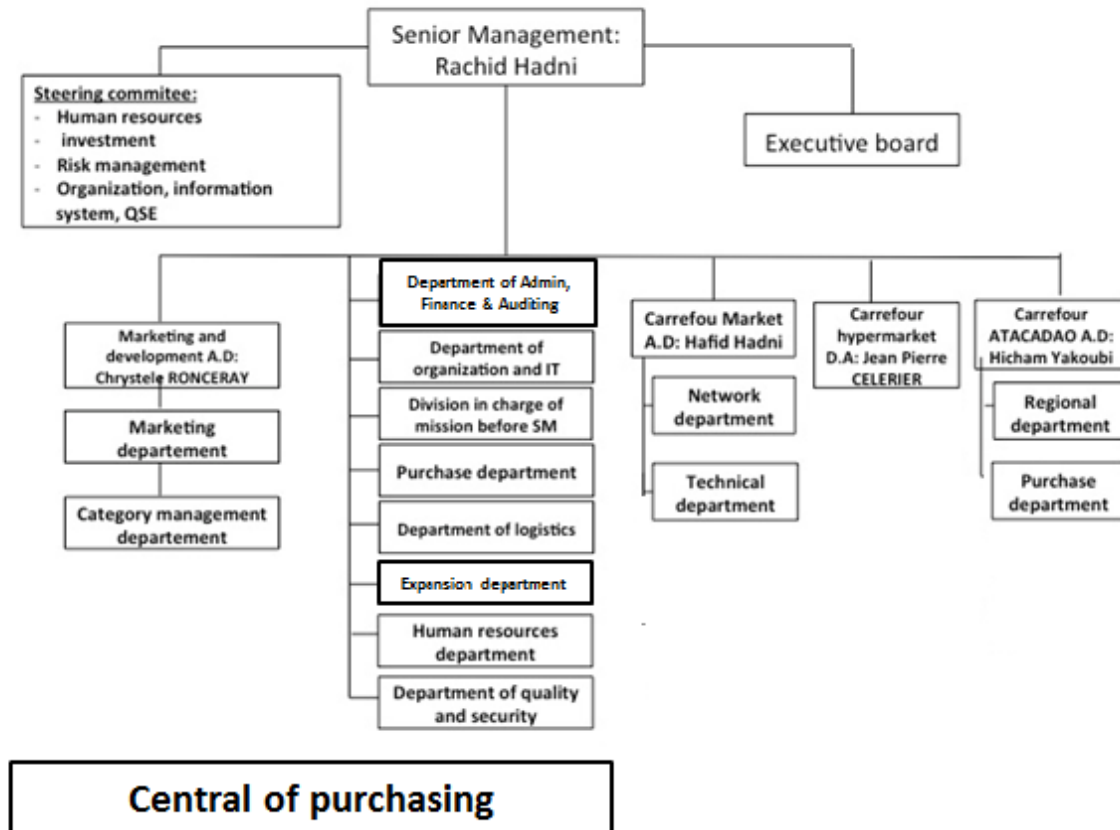 Senior Management:
Rachid Hadni
Steering commitee:
- Human resources
- investment
- Risk management
- Organization, information
system, QSE
Executive board
Marketing and
development A.D:
Chrystele RONCERAY
Marketing
departement
Category management
departement
Department of Admin,
Finance & Auditing
Department of
organization and IT
Division in charge of
mission before SM
Purchase department
Department of logistics
Expansion department
Human resources
department
Department of quality
and security
Carrefou Market
A.D: Hafid Hadni
Network
department
Technical
department
Carrefour
hypermarket
D.A: Jean Pierre
CELERIER
Carrefour
ATACADAO A.D:
Hicham Yakoubi
Regional
department
Purchase
department
Central of purchasing